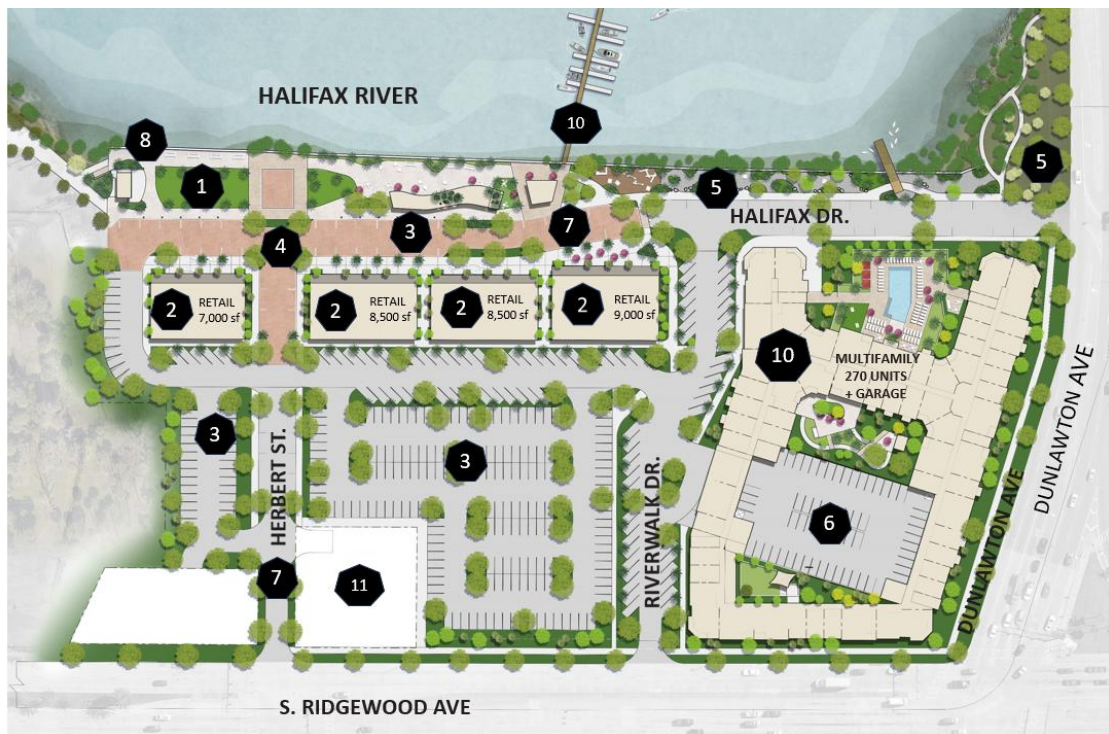 HALIFAX RIVER
10
8
1
5
5
HALIFAX DR.
3
7
4
2
RETAIL
7,000 sf
2
RETAIL
8,500 sf
2
RETAIL
8,500 sf
2
RETAIL
9,000 sf
10
MULTIFAMILY
270 UNITS
+ GARAGE
DUNLAWTON AVE
3
HERBERT ST.
3
RIVERWALK DR.
6
DUNLAWTON AVE
7
11
S. RIDGEWOOD AVE